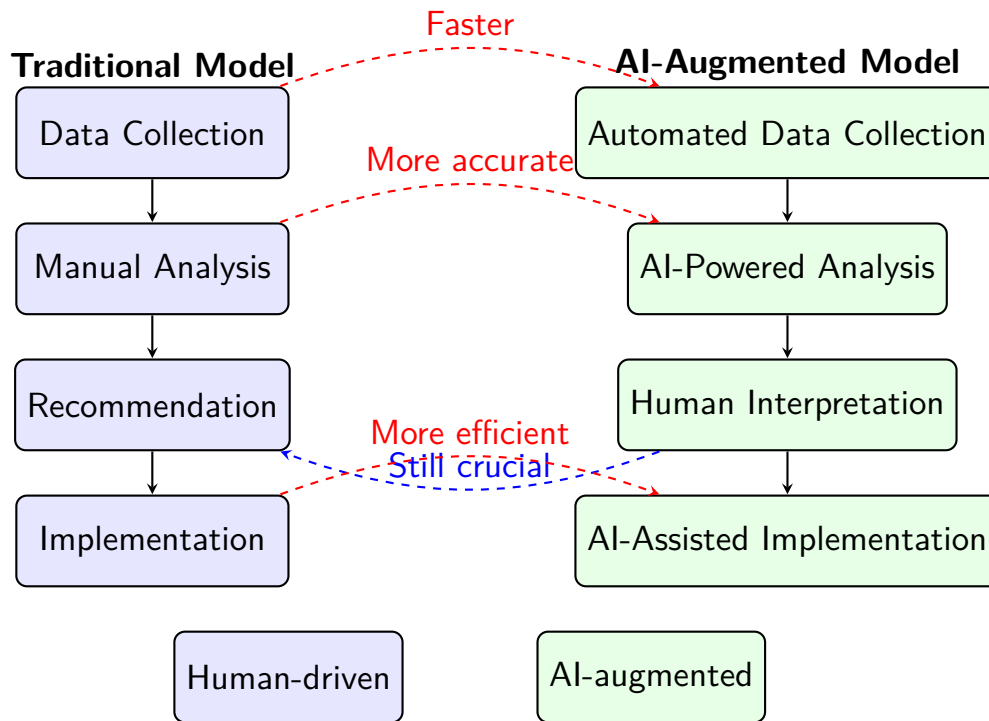 Faster
Traditional Model
AI-Augmented Model
Data Collection
Automated Data Collection
More accurate
Manual Analysis
AI-Powered Analysis
Recommendation
Human Interpretation
More efficient
Still crucial
Implementation
AI-Assisted Implementation
Human-driven
AI-augmented